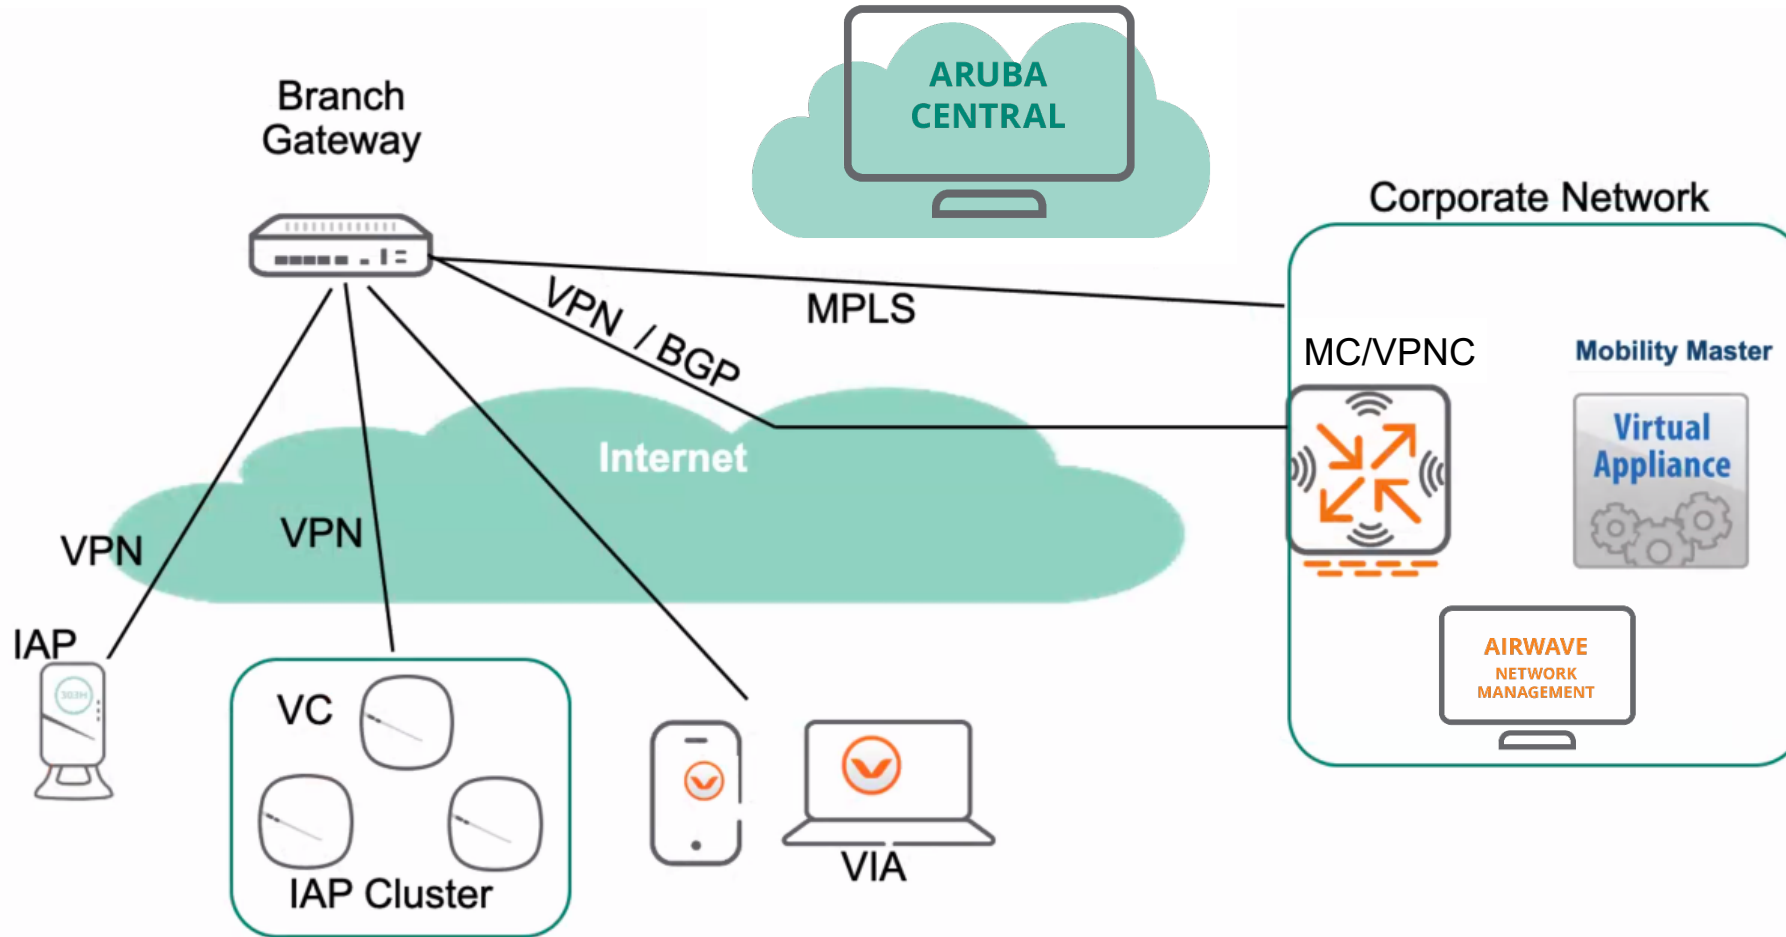 ARUBA
CENTRAL
Branch
Gateway
Corporate Network
MPLS
VPN / BGP
MC/VPNC
Mobility Master
Virtual
Appliance
Internet
VPN
VPN
IAP
303H
AIRWAVE
NETWORK
MANAGEMENT
VC
IAP Cluster
VIA